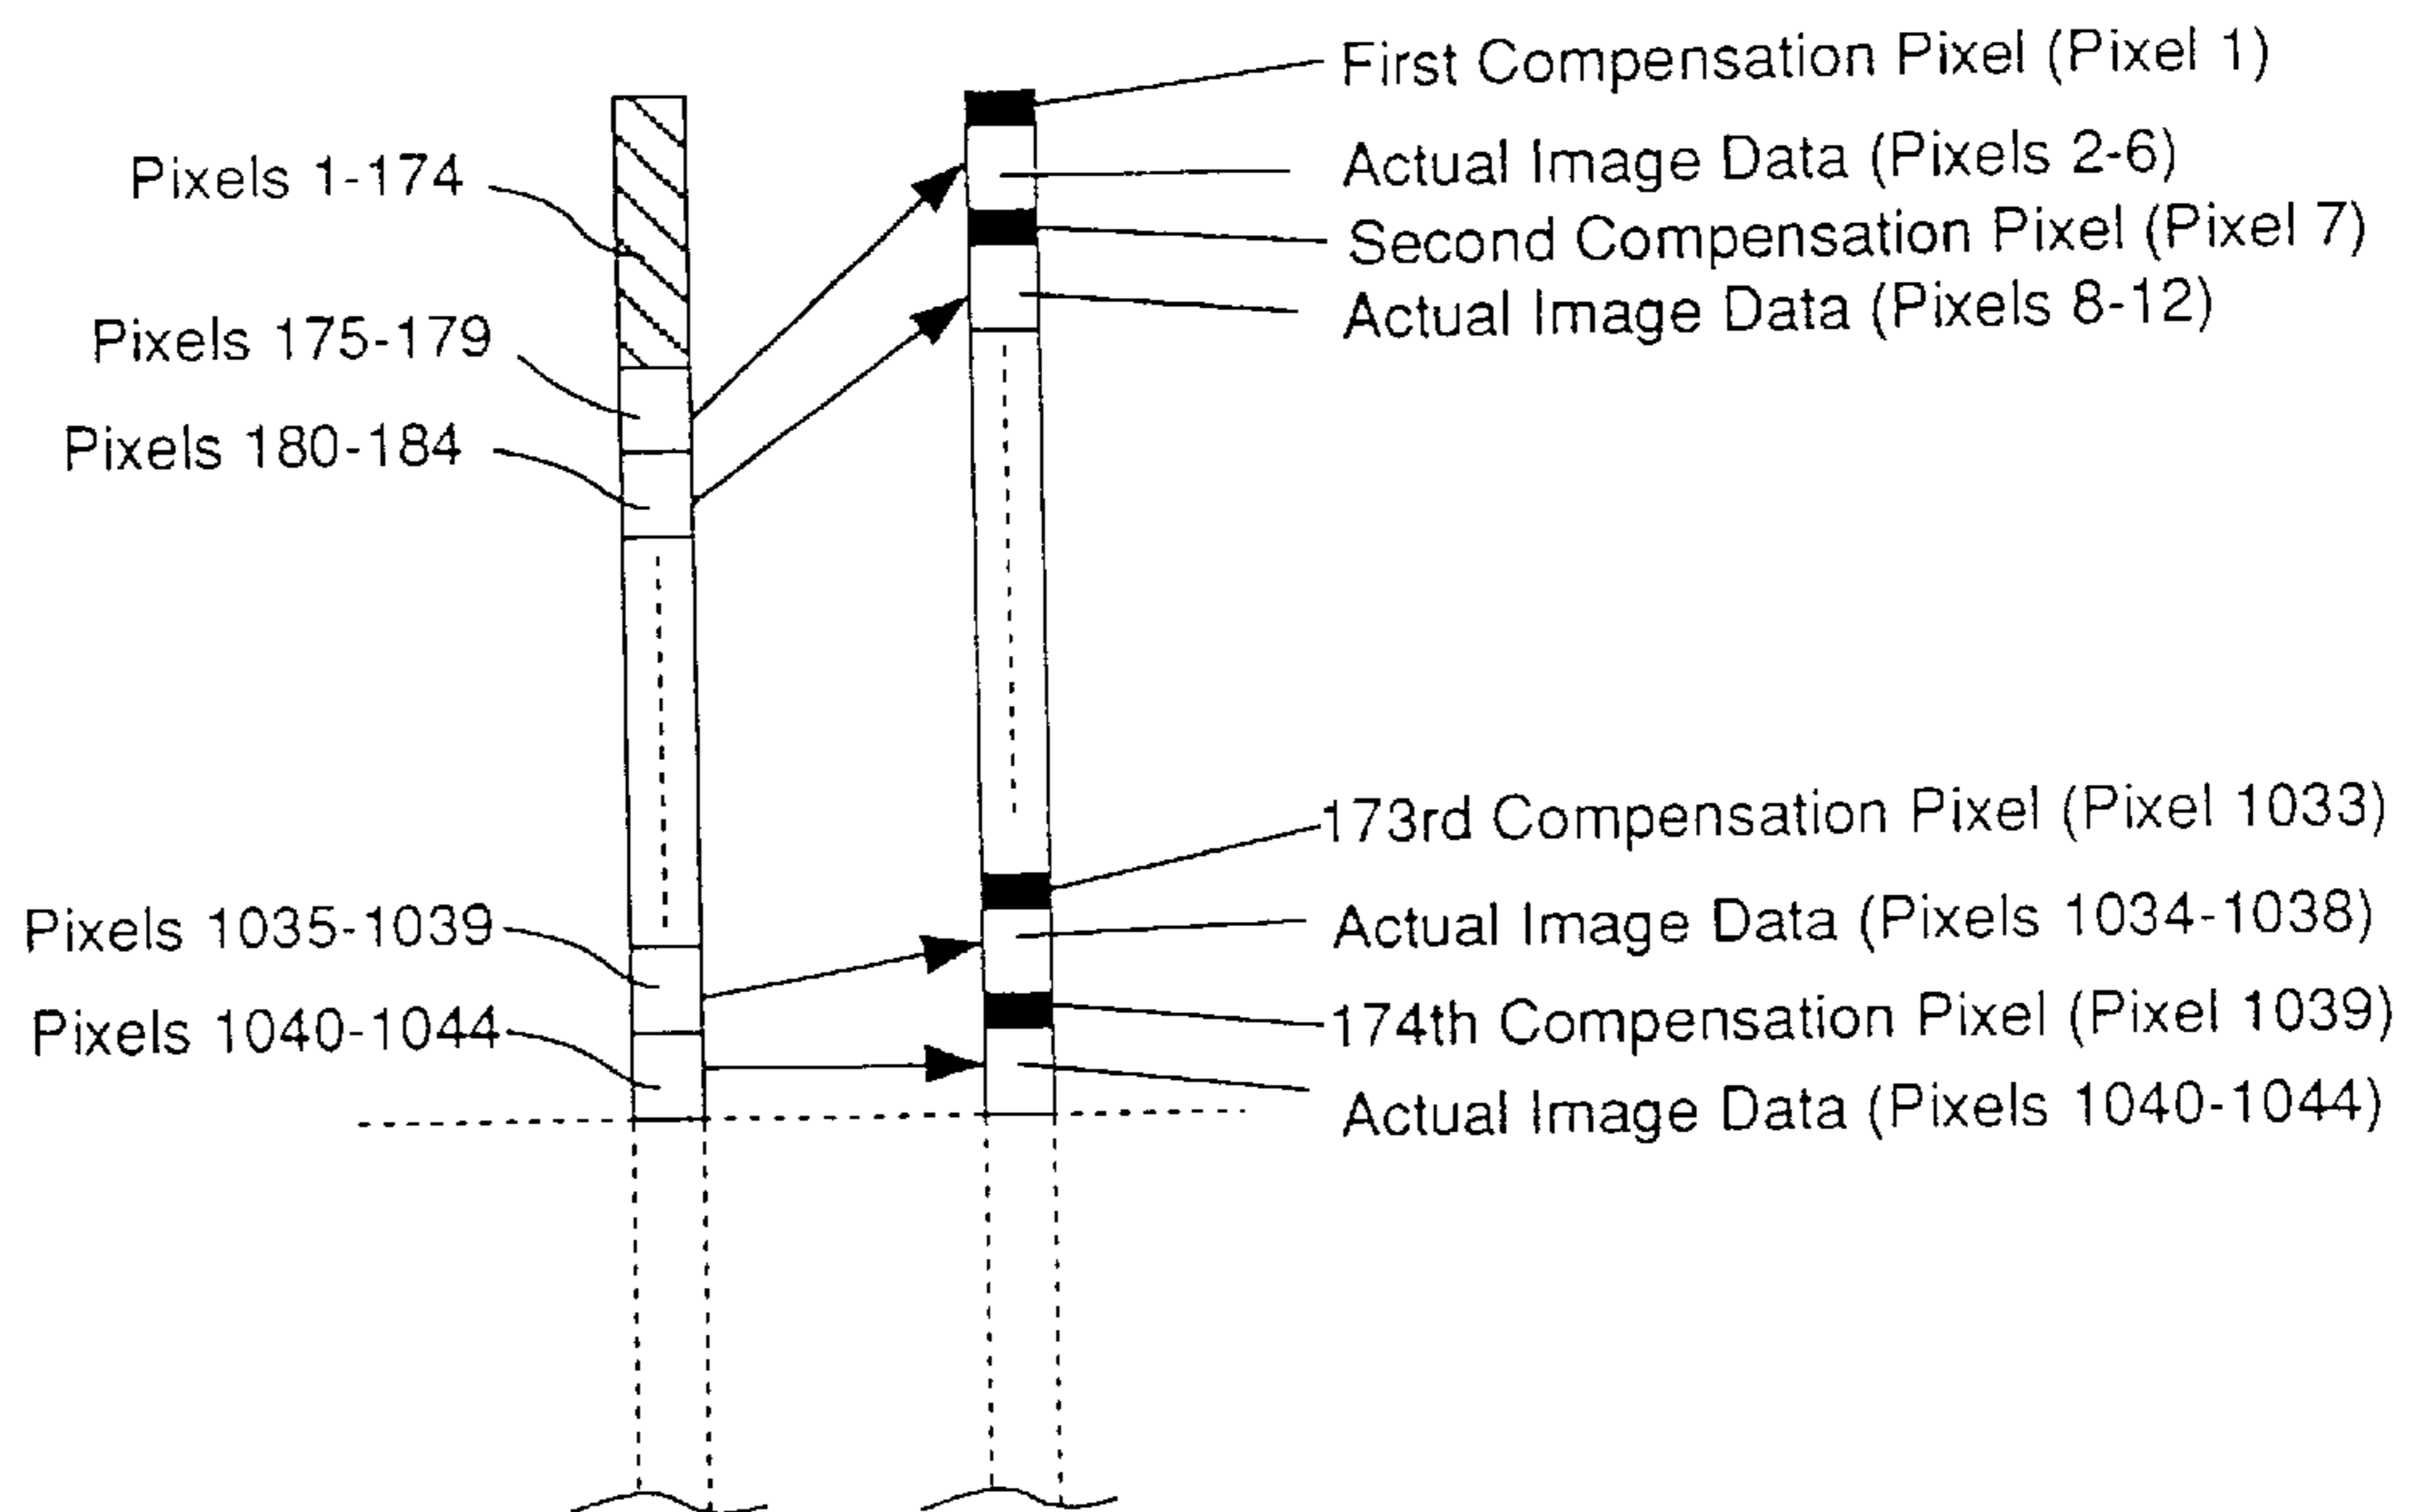 First Compensation Pixel (Pixel 1)
Pixels 1-174
Actual Image Data (Pixels 2-6)
Second Compensation Pixel (Pixel 7)
Actual Image Data (Pixels 8-12)
Pixels 175-179
Pixels 180-184
173rd Compensation Pixel (Pixel 1033)
Pixels 1035-1039
Actual Image Data (Pixels 1034-1038)
Pixels 1040-1044
174th Compensation Pixel (Pixel 1039)
Actual Image Data (Pixels 1040-1044)